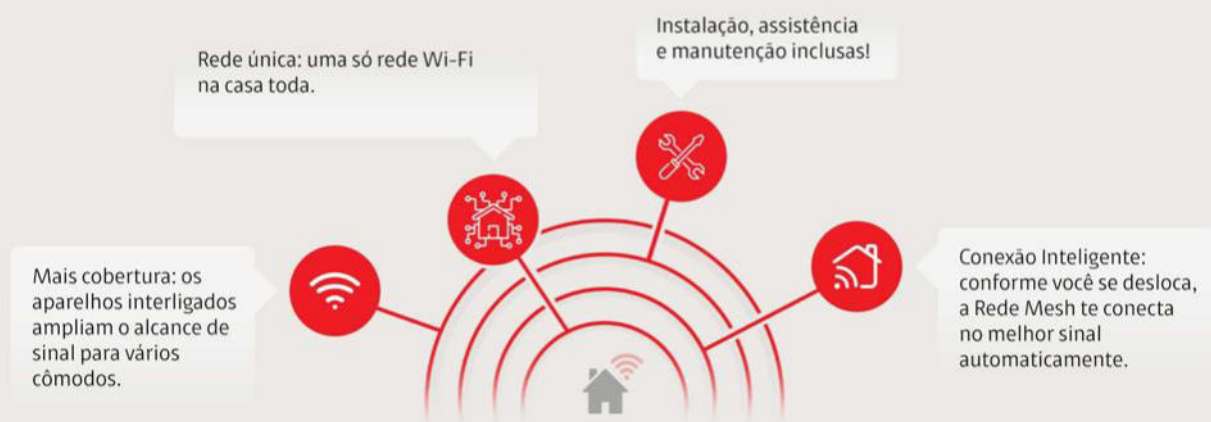 Instalação, assistência
e manutenção inclusas!
Rede única: uma só rede Wi-Fi
na casa toda.
Mais cobertura: os
aparelhos interligados
ampliam o alcance de
sinal para vários
cômodos.
Conexão Inteligente:
conforme você se desloca,
a Rede Mesh te conecta
no melhor sinal
automaticamente.